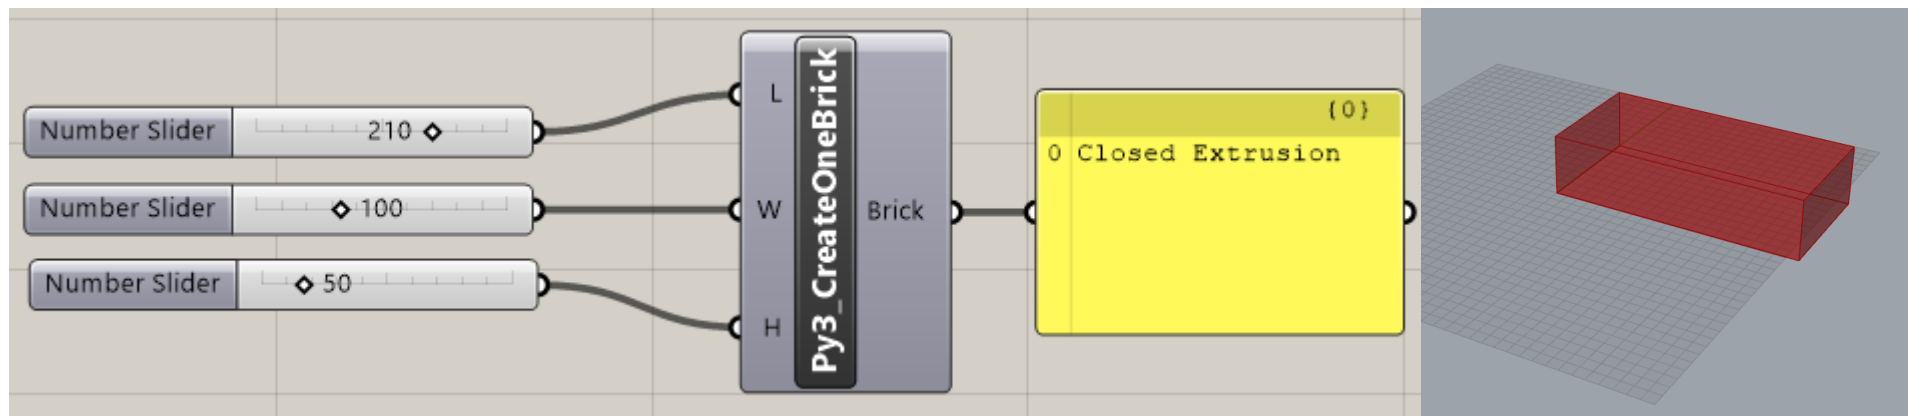 Number Slider 210
Number Slider 100
Number Slider 50
L
W
H
Py3_CreateOneBrick
Brick
{0}
0 Closed Extrusion